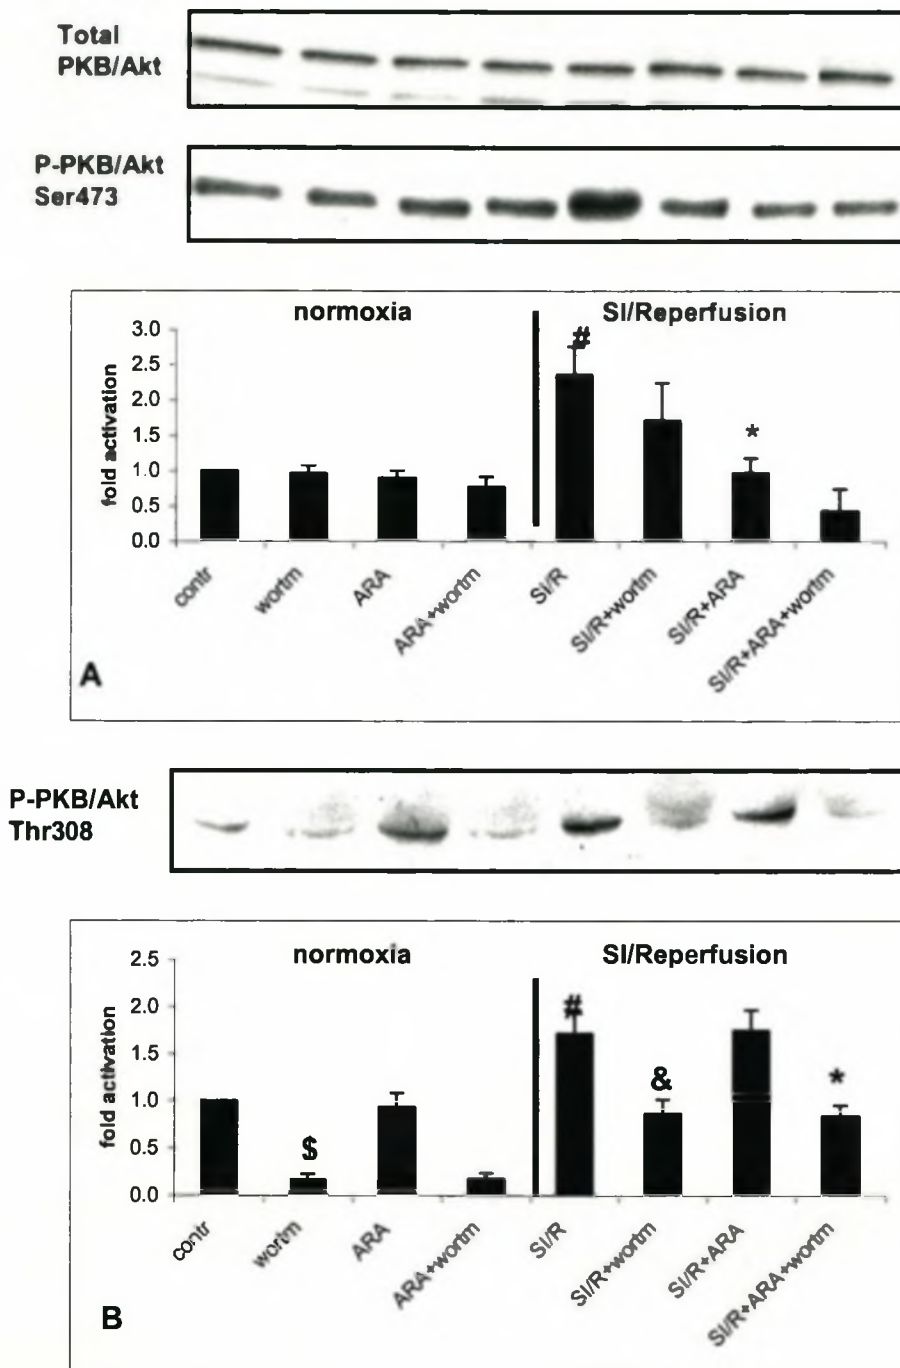 Total
PKB/Akt
P-PKB/Akt
Ser473
normoxia
SI/Reperfusion
fold activation
3.0
2.5
2.0
1.5
1.0
0.5
0.0
#
*
contr
wortm
ARA
ARA+wortm
SI/R
SI/R+wortm
SI/R+ARA
SI/R+ARA+wortm
A
P-PKB/Akt
Thr308
normoxia
SI/Reperfusion
fold activation
2.5
2.0
1.5
1.0
0.5
0.0
$
#
&
*
contr
wortm
ARA
ARA+wortm
SI/R
SI/R+wortm
SI/R+ARA
SI/R+ARA+wortm
B